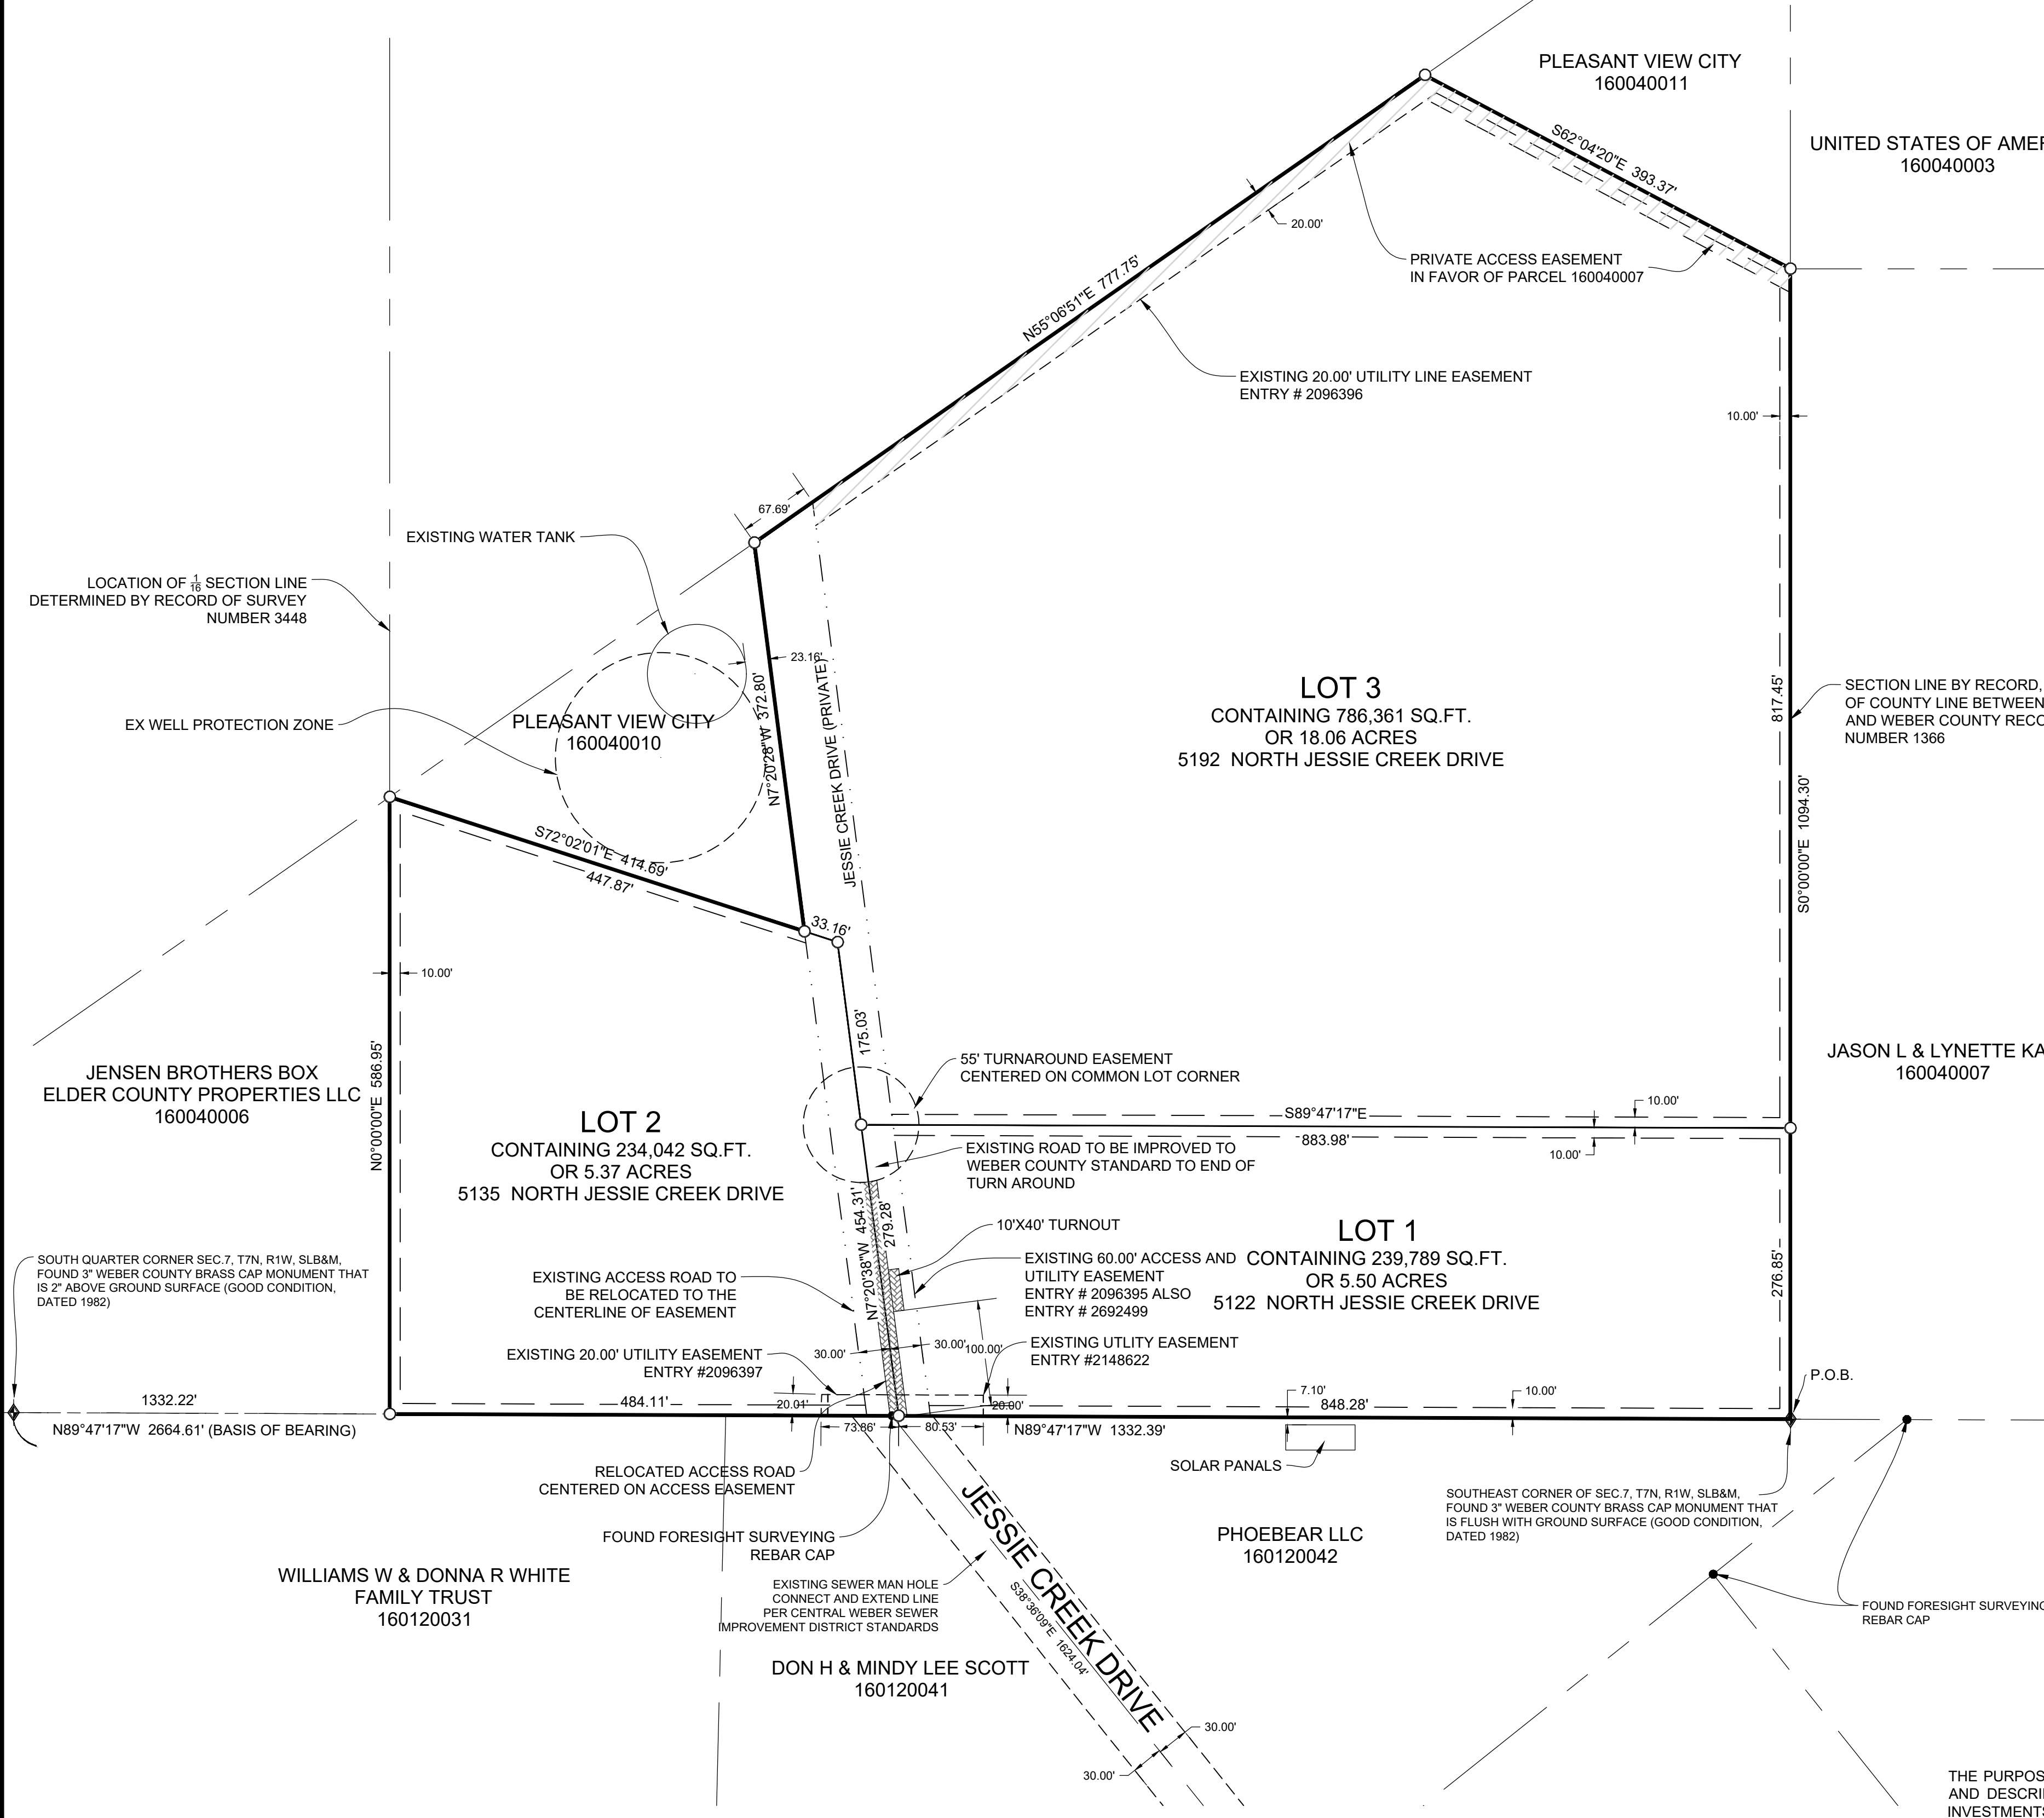 PLEASANT VIEW CITY
160040011
S62°04'20"E 393.37'
UNITED STATES OF
160040003
20.00'
PRIVATE ACCESS EASEMENT
IN FAVOR OF PARCEL 160040007
N55°06'51"E 777.75'
EXISTING 20.00' UTILITY LINE EASEMENT
ENTRY # 2096396
10.00'
67.69'
EXISTING WATER TANK
LOCATION OF 1/16 SECTION LINE
DETERMINED BY RECORD OF SURVEY
NUMBER 3448
23.16'
EX WELL PROTECTION ZONE
PLEASANT VIEW CITY
160040010
N7°20'28"W 372.80'
JESSIE CREEK DRIVE (PRIVATE)
LOT 3
CONTAINING 786,361 SQ.FT.
OR 18.06 ACRES
5192 NORTH JESSIE CREEK DRIVE
817.45'
SECTION LINE BY RECORD,
OF COUNTY LINE BETWEEN
AND WEBER COUNTY
NUMBER 1366
S0°00'00"E 1094.30'
S72°02'01"E 414.69'
447.87'
33.16'
10.00'
175.03'
N0°00'00"E 586.95'
JENSEN BROTHERS BOX
ELDER COUNTY PROPERTIES LLC
160040006
55' TURNAROUND EASEMENT
CENTERED ON COMMON LOT CORNER
JASON L & LYNETTE
160040007
S89°47'17"E
883.98'
10.00'
10.00'
LOT 2
CONTAINING 234,042 SQ.FT.
OR 5.37 ACRES
5135 NORTH JESSIE CREEK DRIVE
EXISTING ROAD TO BE IMPROVED TO
WEBER COUNTY STANDARD TO END OF
TURN AROUND
N7°20'38"W 454.31'
279.28'
10'X40' TURNOUT
LOT 1
CONTAINING 239,789 SQ.FT.
OR 5.50 ACRES
5122 NORTH JESSIE CREEK DRIVE
276.85'
EXISTING 60.00' ACCESS AND
UTILITY EASEMENT
ENTRY # 2096395 ALSO
ENTRY # 2692499
SOUTH QUARTER CORNER SEC.7, T7N, R1W, SLB&M,
FOUND 3" WEBER COUNTY BRASS CAP MONUMENT THAT
IS 2" ABOVE GROUND SURFACE (GOOD CONDITION,
DATED 1982)
EXISTING ACCESS ROAD TO
BE RELOCATED TO THE
CENTERLINE OF EASEMENT
EXISTING 20.00' UTILITY EASEMENT
ENTRY #2096397
30.00'
30.00'
100.00'
EXISTING UTLITY EASEMENT
ENTRY #2148622
P.O.B.
1332.22'
N89°47'17"W 2664.61' (BASIS OF BEARING)
484.11'
20.01'
20.00'
73.86'
80.53'
7.10'
848.28'
10.00'
N89°47'17"W 1332.39'
SOLAR PANALS
RELOCATED ACCESS ROAD
CENTERED ON ACCESS EASEMENT
FOUND FORESIGHT SURVEYING
REBAR CAP
SOUTHEAST CORNER OF SEC.7, T7N, R1W, SLB&M,
FOUND 3" WEBER COUNTY BRASS CAP MONUMENT THAT
IS FLUSH WITH GROUND SURFACE (GOOD CONDITION,
DATED 1982)
PHOEBEAR LLC
160120042
WILLIAMS W & DONNA R WHITE
FAMILY TRUST
160120031
EXISTING SEWER MAN HOLE
CONNECT AND EXTEND LINE
PER CENTRAL WEBER SEWER
IMPROVEMENT DISTRICT STANDARDS
JESSIE CREEK DRIVE
S38°36'09"E 1624.04'
FOUND FORESIGHT SURVEYING
REBAR CAP
DON H & MINDY LEE SCOTT
160120041
30.00'
30.00'
THE
AND